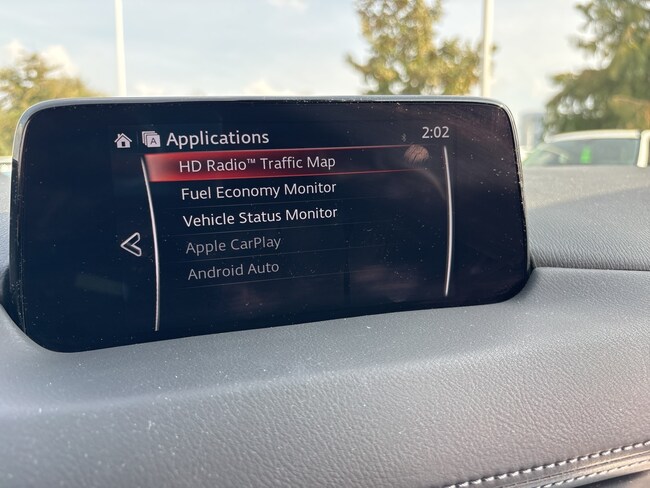 A Applications 2:02
HD Radio™ Traffic Map
Fuel Economy Monitor
Vehicle Status Monitor
Apple CarPlay
Android Auto